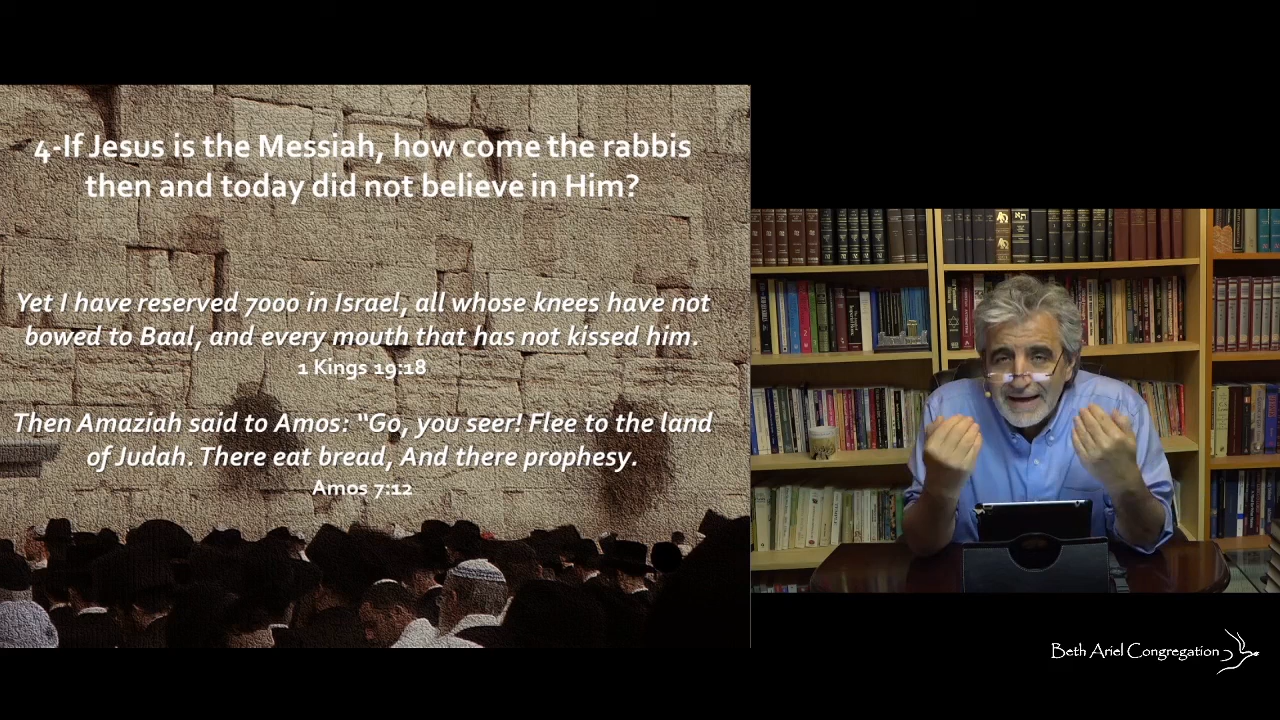 4-If Jesus is the Messiah, how come the rabbis
then and today did not believe in Him?
Yet I have reserved 7000 in Israel, all whose knees have not
bowed to Baal, and every mouth that has not kissed him.
1 Kings 19:18
Then Amaziah said to Amos: "Go, you seer! Flee to the land
of Judah. There eat bread, And there prophesy.
Amos 7:12
Beth Ariel Congregation